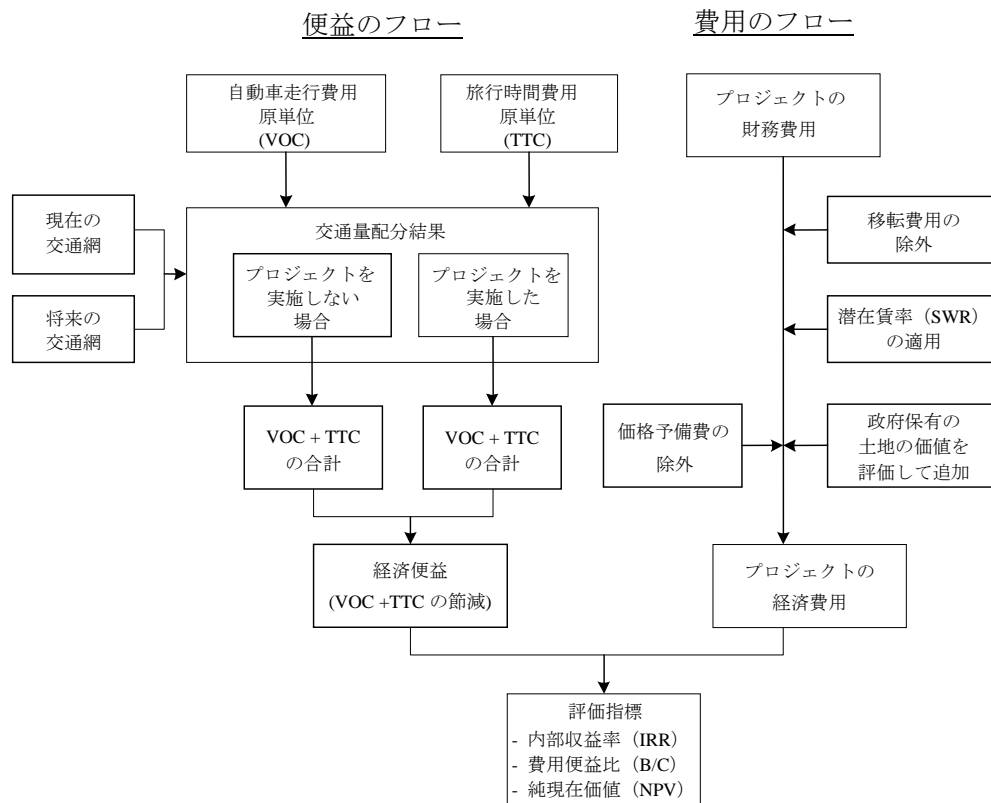 便益のフロー
費用のフロー
自動車走行費用
原単位
(VOC)
旅行時間費用
原単位
(TTC)
プロジェクトの
財務費用
現在の
交通網
将来の
交通網
交通量配分結果
プロジェクトを
実施しない
場合
プロジェクトを
実施した
場合
移転費用の
除外
潜在賃率（SWR）
の適用
VOC + TTC
の合計
VOC + TTC
の合計
価格予備費の
除外
政府保有の
土地の価値を
評価して追加
経済便益
(VOC +TTC の節減)
プロジェクトの
経済費用
評価指標
- 内部収益率（IRR）
- 費用便益比（B/C）
- 純現在価値（NPV）